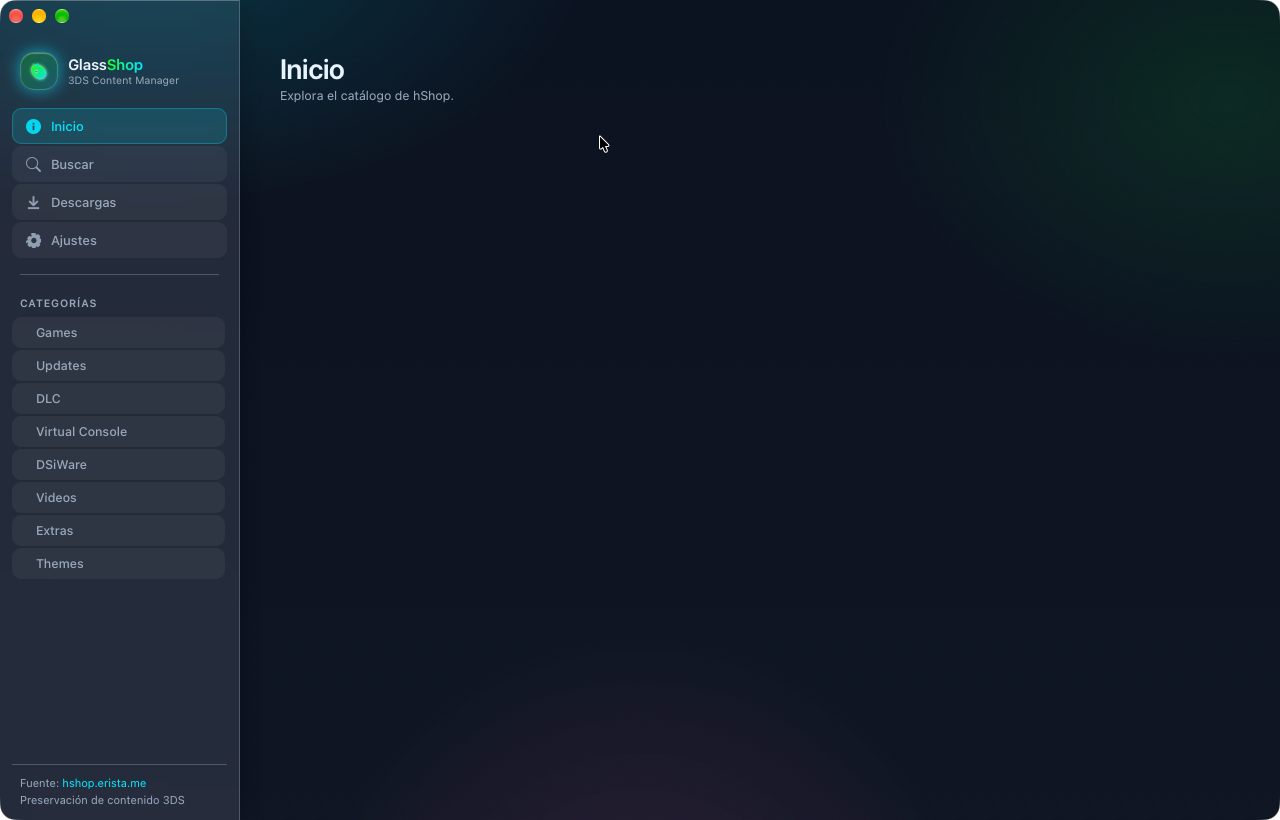 GlassShop
3DS Content Manager
Inicio
Buscar
Descargas
Ajustes
CATEGORÍAS
Games
Updates
DLC
Virtual Console
DSiWare
Videos
Extras
Themes
Fuente: hshop.erista.me
Preservación de contenido 3DS
Inicio
Explora el catálogo de hShop.